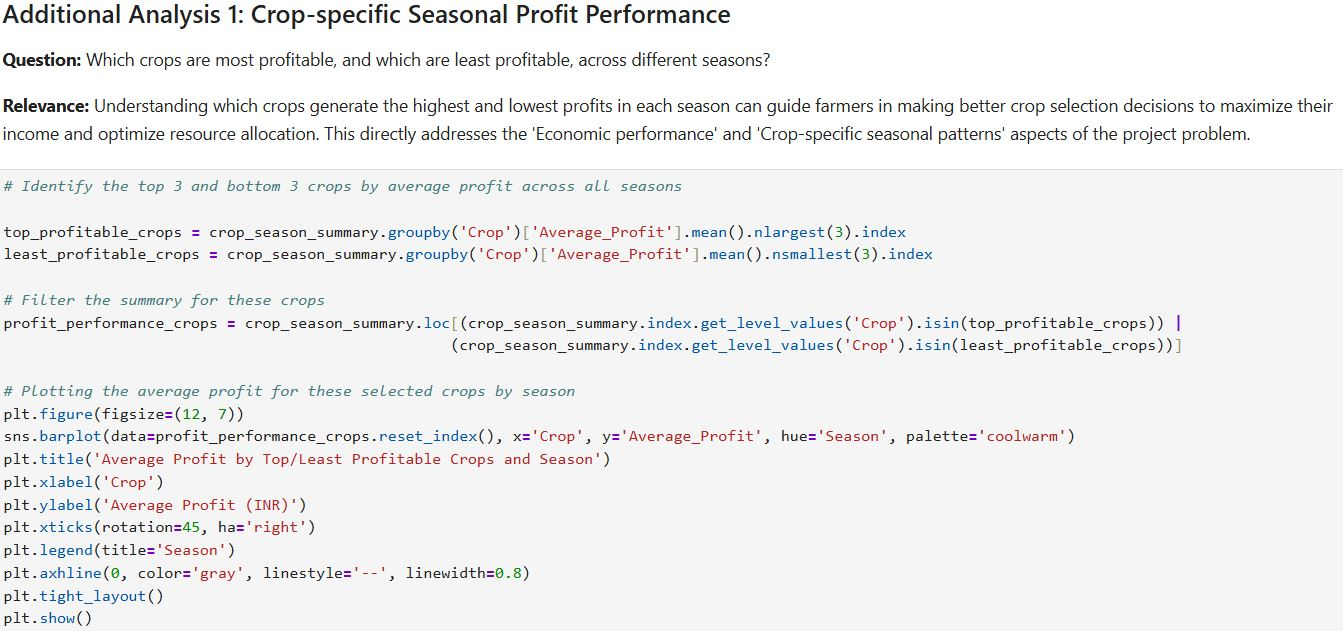 Additional Analysis 1: Crop-specific Seasonal Profit Performance
Question: Which crops are most profitable, and which are least profitable, across different seasons?
Relevance: Understanding which crops generate the highest and lowest profits in each season can guide farmers in making better crop selection decisions to maximize their
income and optimize resource allocation. This directly addresses the 'Economic performance' and 'Crop-specific seasonal patterns' aspects of the project problem.
# Identify the top 3 and bottom 3 crops by average profit across all seasons
top_profitable_crops = crop_season_summary.groupby('Crop')['Average_Profit'].mean().nlargest(3).index
least_profitable_crops = crop_season_summary.groupby('Crop')['Average_Profit'].mean().nsmallest(3).index
# Filter the summary for these crops
profit_performance_crops = crop_season_summary.loc[(crop_season_summary.index.get_level_values('Crop').isin(top_profitable_crops)) |
(crop_season_summary.index.get_level_values('Crop').isin(least_profitable_crops))]
# Plotting the average profit for these selected crops by season
plt.figure(figsize=(12, 7))
sns.barplot(data=profit_performance_crops.reset_index(), x='Crop', y='Average_Profit', hue='Season', palette='coolwarm')
plt.title('Average Profit by Top/Least Profitable Crops and Season')
plt.xlabel('Crop')
plt.ylabel('Average Profit (INR)')
plt.xticks(rotation=45, ha='right')
plt.legend(title='Season')
plt.axhline(0, color='gray', linestyle='--', linewidth=0.8)
plt.tight_layout()
plt.show()